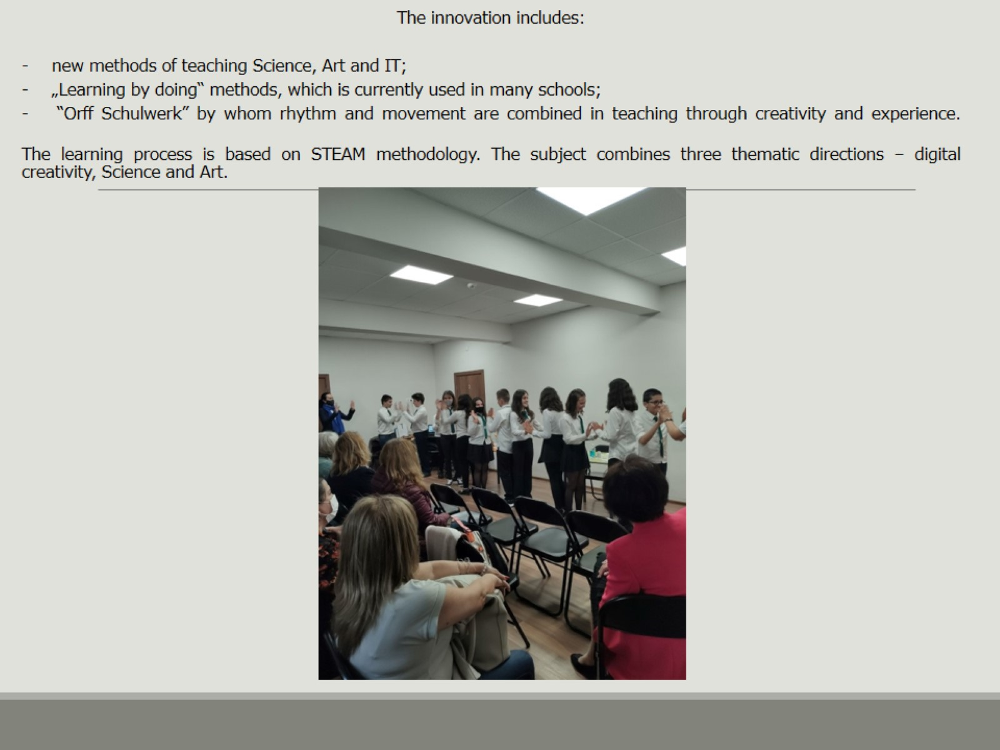 The innovation includes:
- new methods of teaching Science, Art and IT;
- „Learning by doing‟ methods, which is currently used in many schools;
- “Orff Schulwerk” by whom rhythm and movement are combined in teaching through creativity and experience.
The learning process is based on STEAM methodology. The subject combines three thematic directions – digital
creativity, Science and Art.